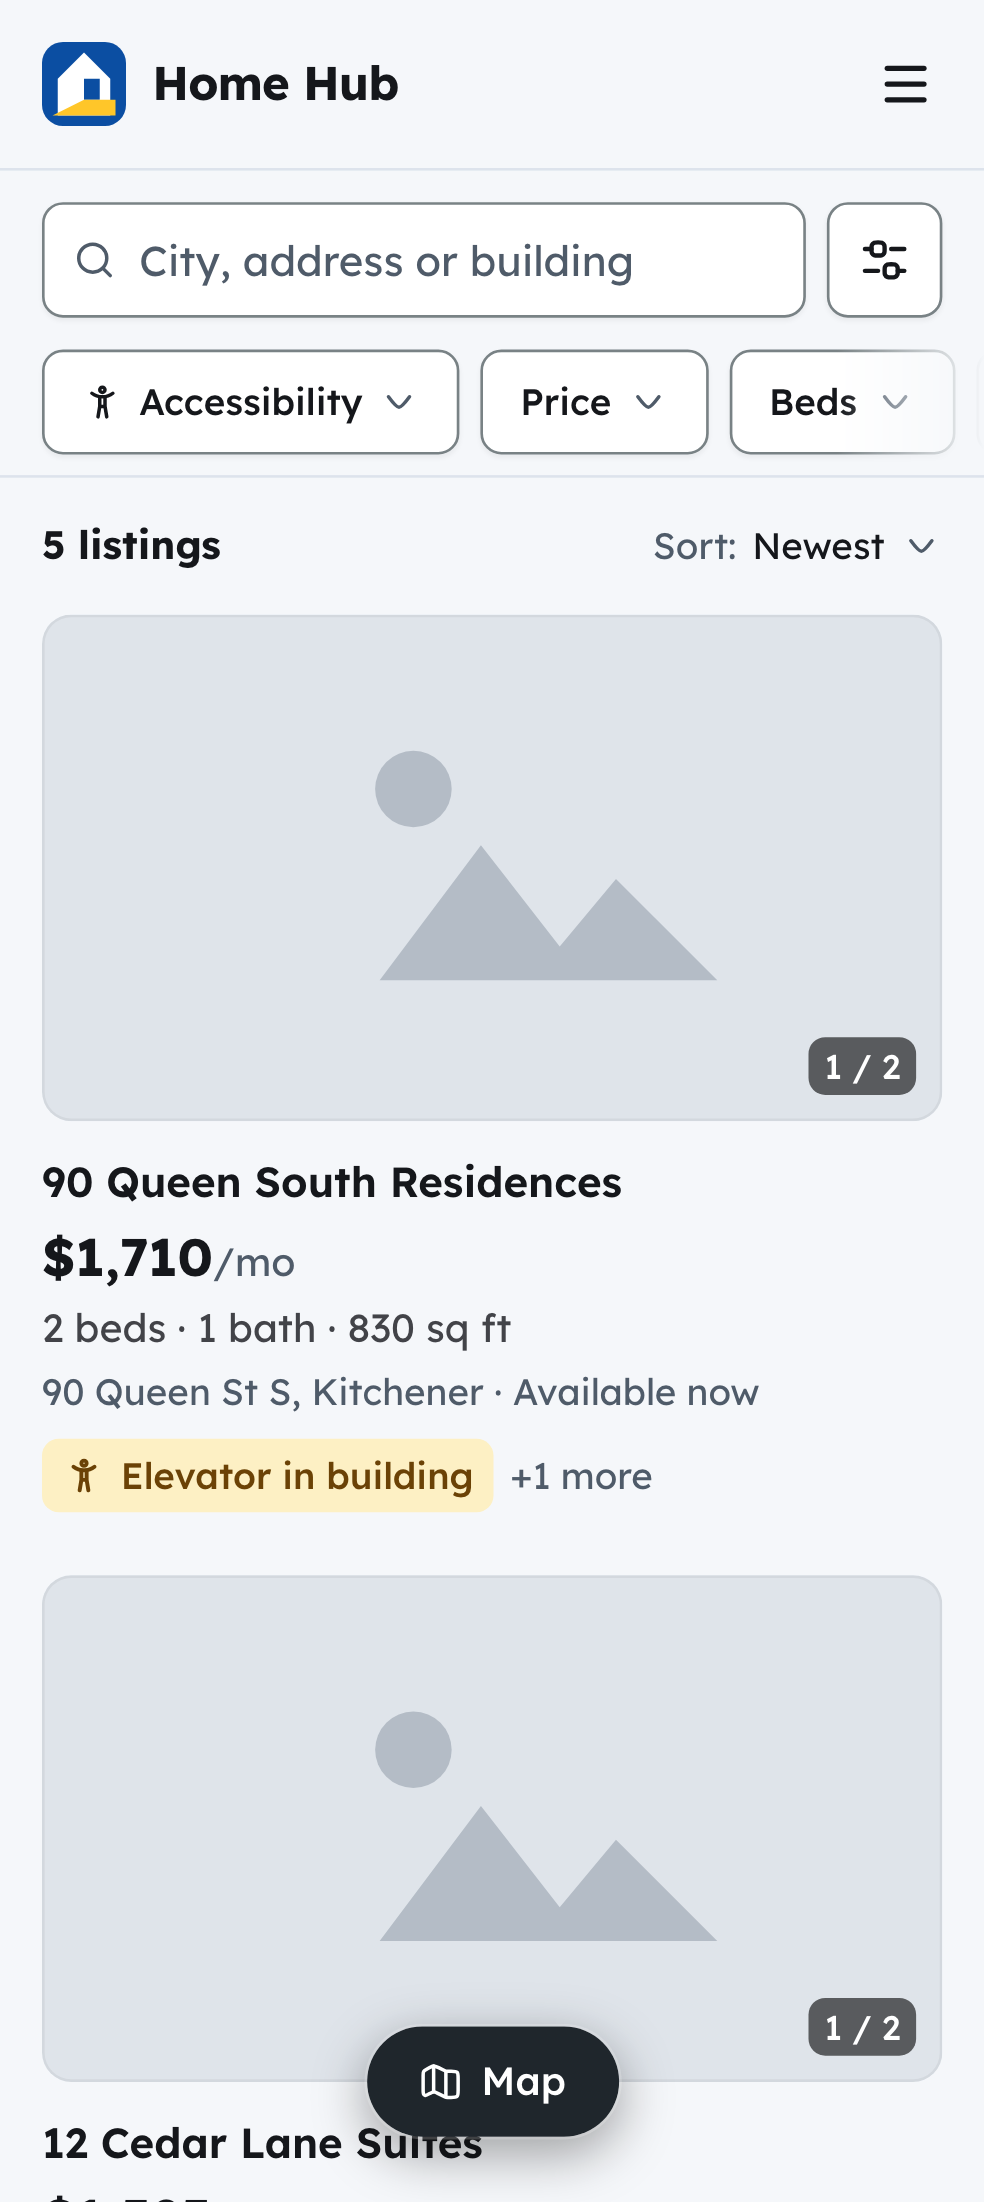 Home Hub
City, address or building
Accessibility
Price
Beds
5 listings
Sort: Newest
1 / 2
90 Queen South Residences
$1,710/mo
2 beds · 1 bath · 830 sq ft
90 Queen St S, Kitchener · Available now
Elevator in building +1 more
1 / 2
Map
12 Cedar Lane Suites